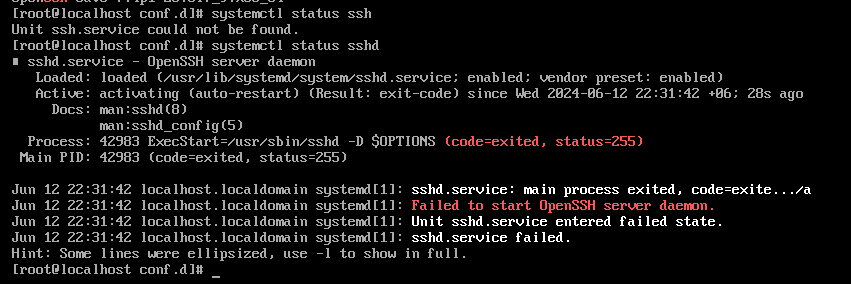 [root@localhost conf.d]# systemctl status ssh
Unit ssh.service could not be found.
[root@localhost conf.d]# systemctl status sshd
sshd.service - OpenSSH server daemon
Loaded: loaded (/usr/lib/systemd/system/sshd.service; enabled; vendor preset: enabled)
Active: activating (auto-restart) (Result: exit-code) since Wed 2024-06-12 22:31:42 +06; 28s ago
Docs: man:sshd(8)
man:sshd_config(5)
Process: 42983 ExecStart=/usr/sbin/sshd -D $OPTIONS (code=exited, status=255)
Main PID: 42983 (code=exited, status=255)
Jun 12 22:31:42 localhost.localdomain systemd[1]: sshd.service: main process exited, code=exite.../a
Jun 12 22:31:42 localhost.localdomain systemd[1]: Failed to start OpenSSH server daemon.
Jun 12 22:31:42 localhost.localdomain systemd[1]: Unit sshd.service entered failed state.
Jun 12 22:31:42 localhost.localdomain systemd[1]: sshd.service failed.
Hint: Some lines were ellipsized, use -l to show in full.
[root@localhost conf.d]# _